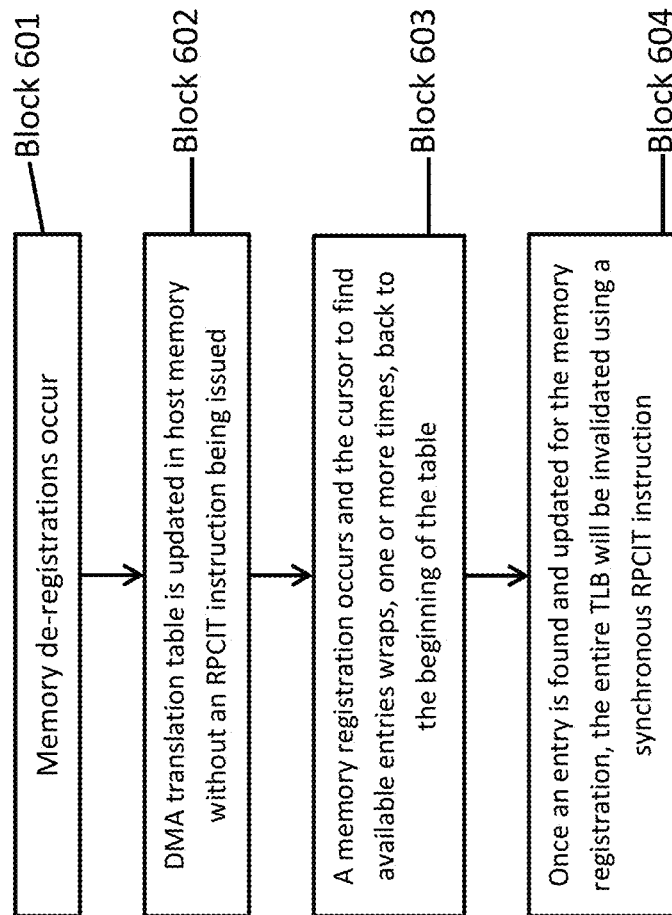 Memory de-registrations occur
Block 601
DMA translation table is updated in host memory
without an RPCIT instruction being issued
Block 602
A memory registration occurs and the cursor to find
available entries wraps, one or more times, back to
the beginning of the table
Block 603
Once an entry is found and updated for the memory
registration, the entire TLB will be invalidated using a
synchronous RPCIT instruction
Block 604